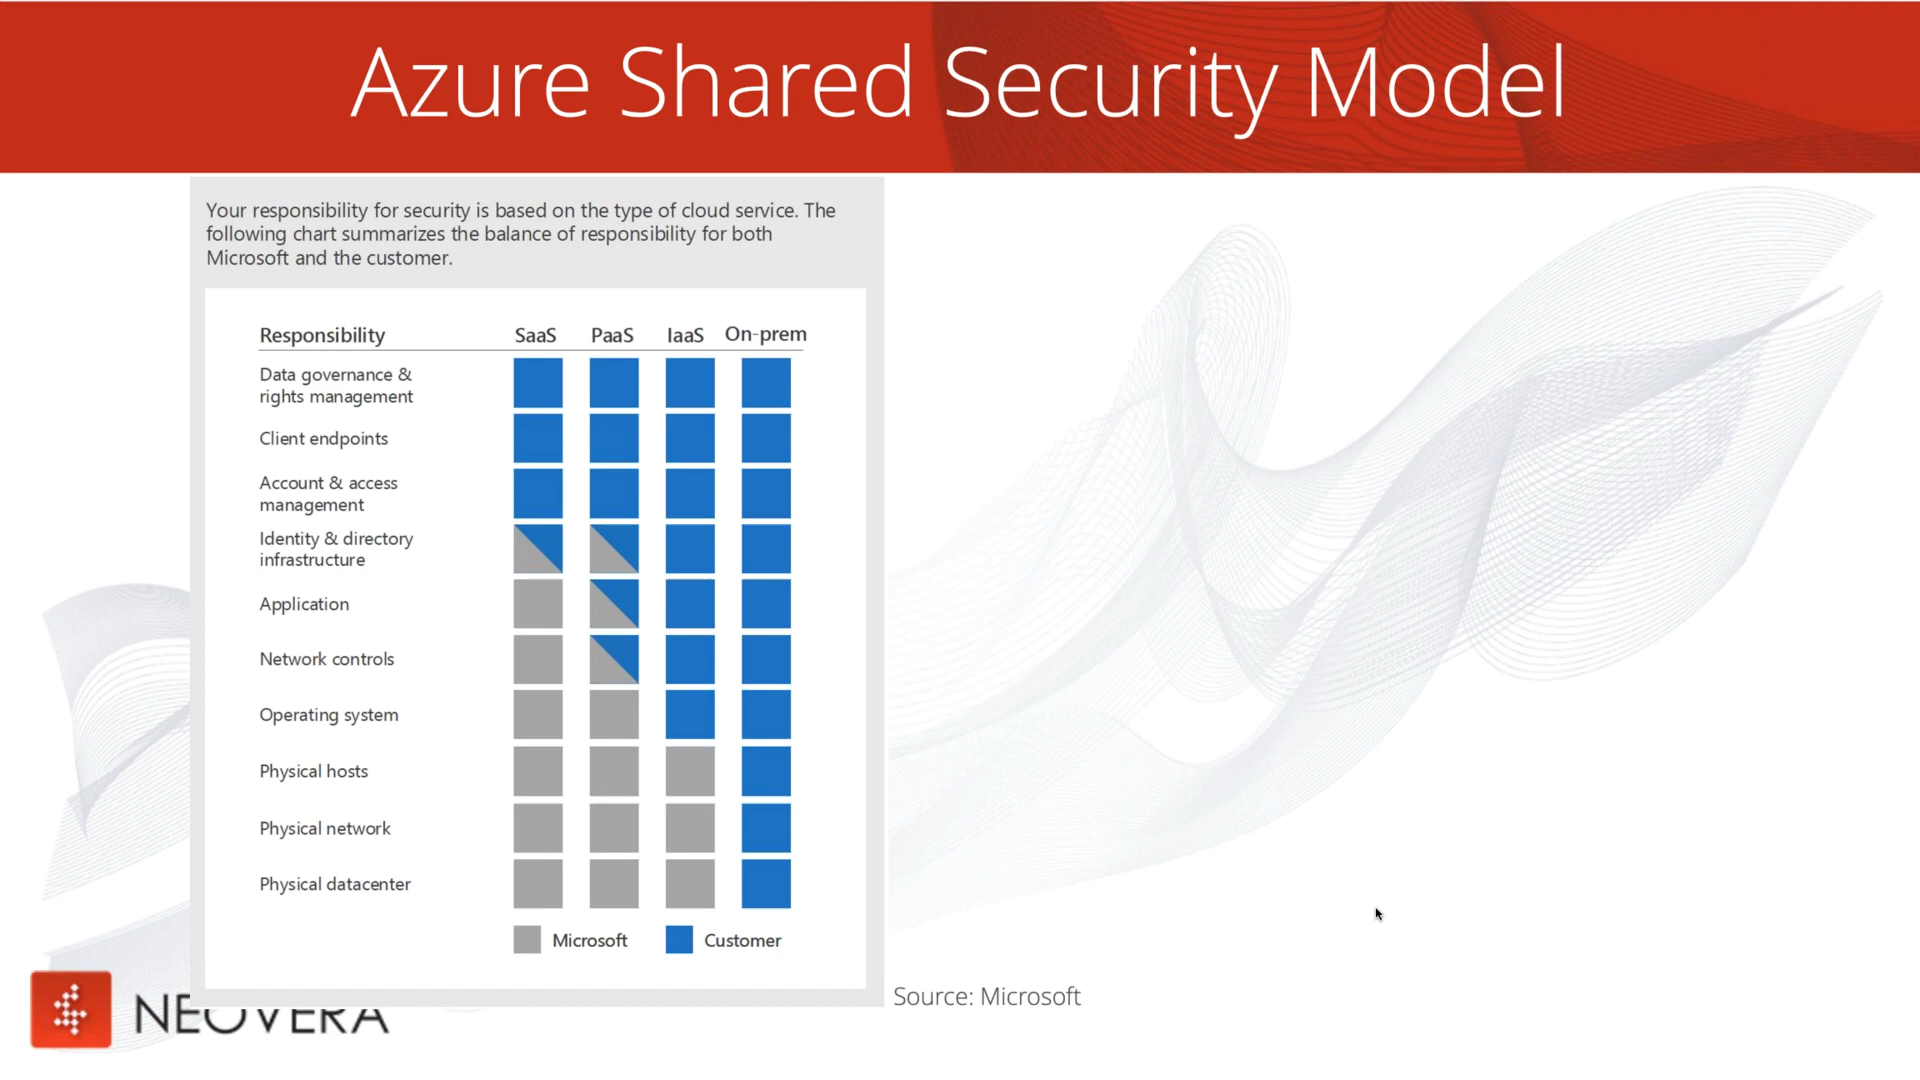 Azure Shared Security Model
Your responsibility for security is based on the type of cloud service. The
following chart summarizes the balance of responsibility for both
Microsoft and the customer.
Responsibility SaaS PaaS IaaS On-prem
Data governance &
rights management
Client endpoints
Account & access
management
Identity & directory
infrastructure
Application
Network controls
Operating system
Physical hosts
Physical network
Physical datacenter
Microsoft Customer
Source: Microsoft
NEOVERA